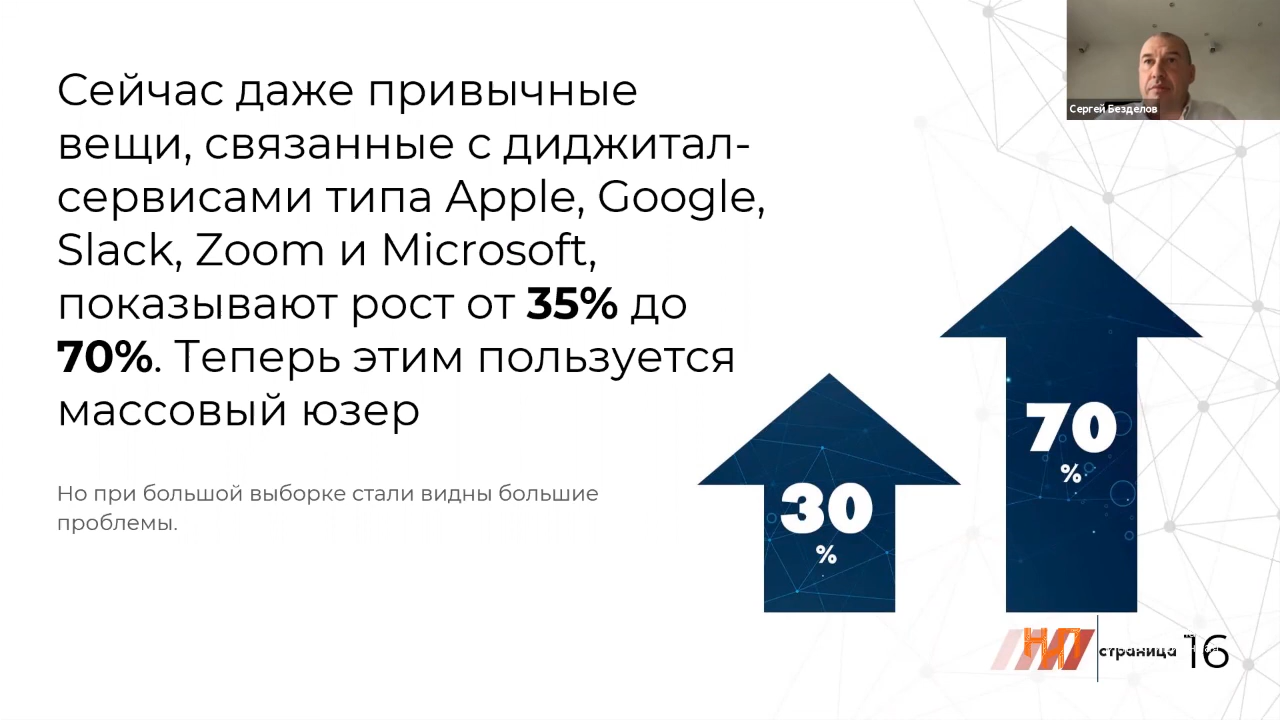 Сейчас даже привычные
вещи, связанные с диджитал-
сервисами типа Apple, Google,
Slack, Zoom и Microsoft,
показывают рост от 35% до
70%. Теперь этим пользуется
массовый юзер
Но при большой выборке стали видны большие
проблемы.
Сергей Безделов
30
%
70
%
НЛ
страница 16